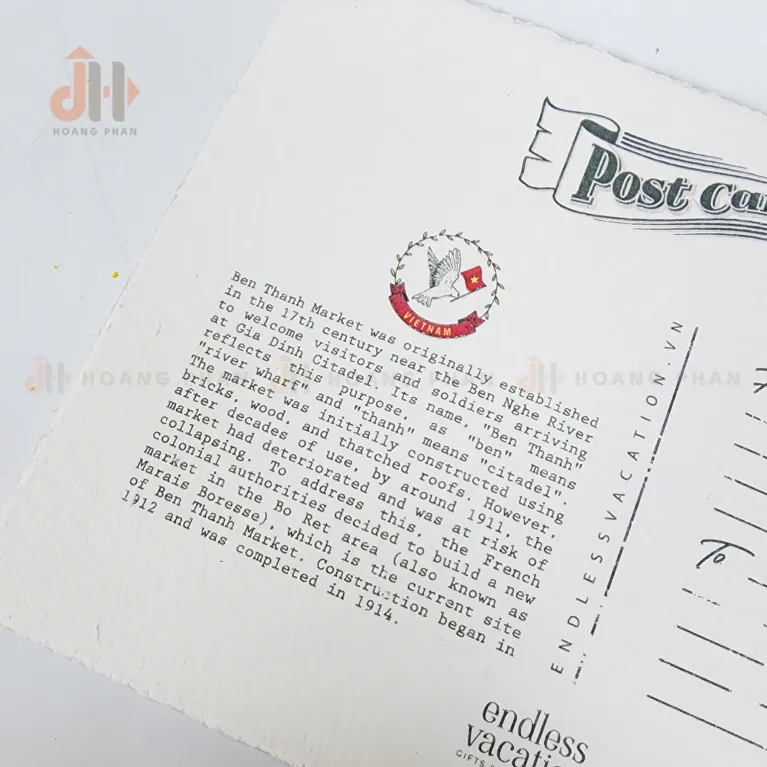 HOANG PHAN
Post Ca
VIETNAM
Ben Thanh Market was originally established
in the 17th century near the Ben Nghe River
to welcome visitors and soldiers arriving
at Gia Dinh Citadel. Its name, "Ben Thanh"
reflects this purpose, as "ben" means
"river wharf" and "thanh" means "citadel".
The market was initially constructed using
bricks, wood, and thatched roofs. However,
after decades of use, by around 1911, the
market had deteriorated and was at risk of
collapsing. To address this, the French
colonial authorities decided to build a new
market in the Bo Ret area (also known as
Marais Boresse), which is the current site
of Ben Thanh Market. Construction began in
1912 and was completed in 1914.
HOANG PHAN
HOANG PHAN
ENDLESSVACATION.VN
To
endless
vacati
GIFTS